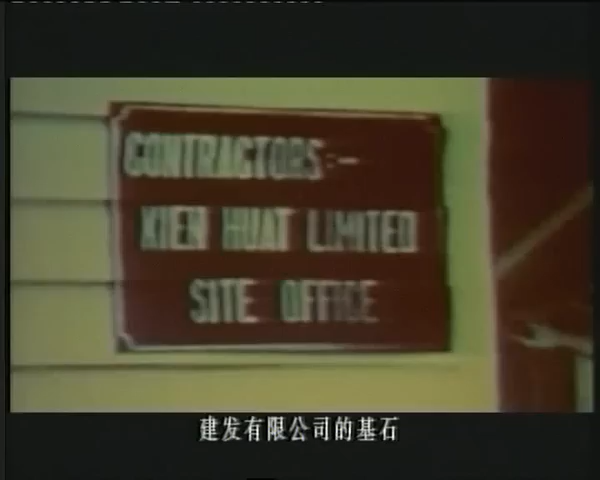 CONTRACTORS:-
KIEN HUAT LIMITED
SITE OFFICE
建发有限公司的基石